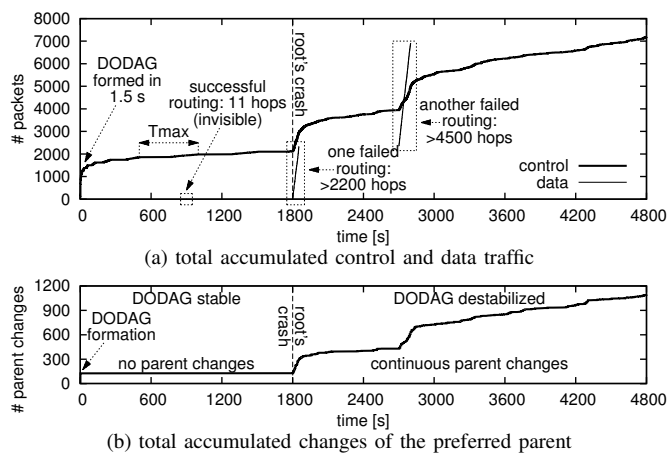 8000
7000
6000
5000
4000
3000
2000
1000
0
# packets
DODAG
formed in
1.5 s
successful
routing: 11 hops
(invisible)
Tmax
root's crash
one failed
routing:
>2200 hops
another failed
routing:
>4500 hops
control
data
0 600 1200 1800 2400 3000 3600 4200 4800
time [s]
(a) total accumulated control and data traffic
1200
900
600
300
0
# parent changes
DODAG stable
DODAG
formation
no parent changes
root's
crash
DODAG destabilized
continuous parent changes
0 600 1200 1800 2400 3000 3600 4200 4800
time [s]
(b) total accumulated changes of the preferred parent